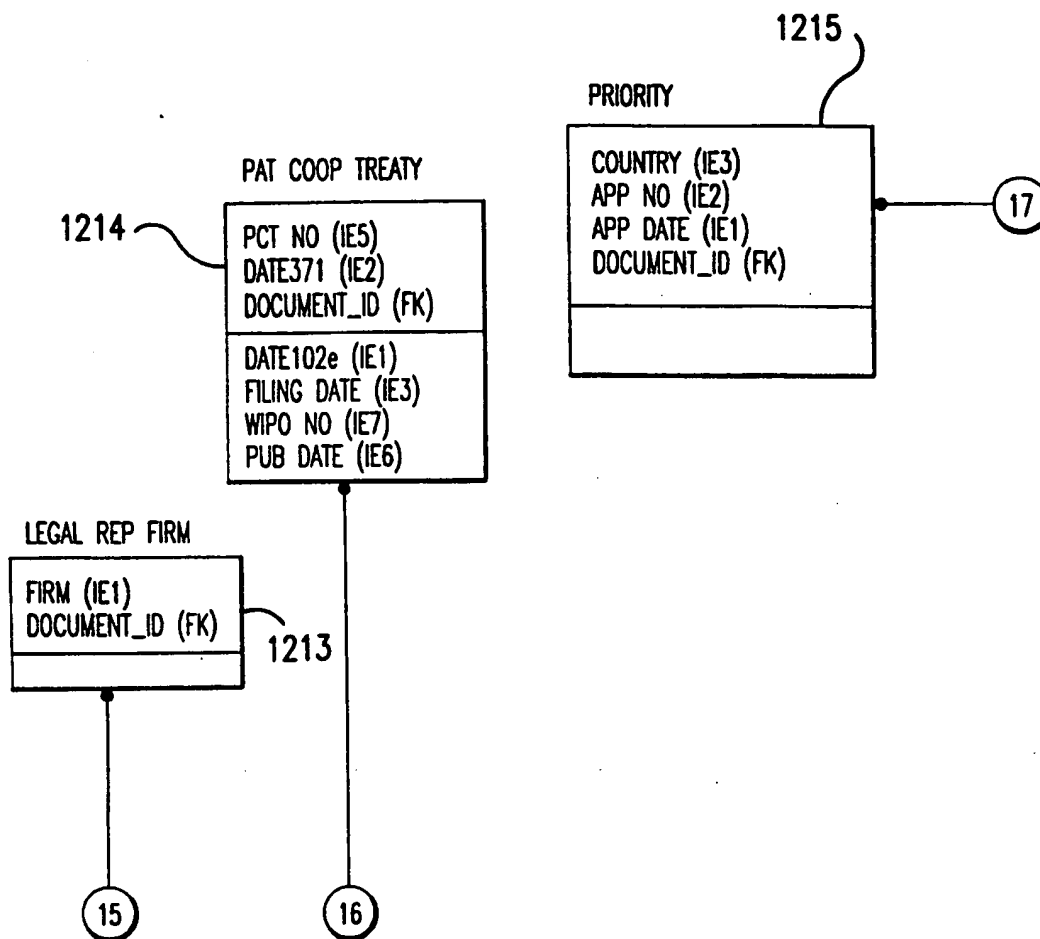 1215
PRIORITY
COUNTRY (IE3)
APP NO (IE2)
APP DATE (IE1)
DOCUMENT_ID (FK)
17
PAT COOP TREATY
1214
PCT NO (IE5)
DATE371 (IE2)
DOCUMENT_ID (FK)
DATE102e (IE1)
FILING DATE (IE3)
WIPO NO (IE7)
PUB DATE (IE6)
LEGAL REP FIRM
FIRM (IE1)
DOCUMENT_ID (FK)
1213
15
16